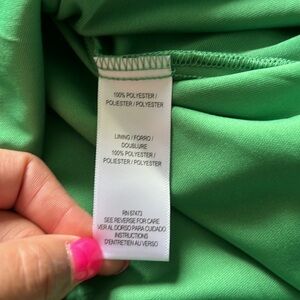 100% POLYESTER /
POLIESTER / POLYESTER
LINING / FORRO /
DOUBLURE
100% POLYESTER /
POLIESTER / POLYESTER
RN 67473
SEE REVERSE FOR CARE
VER AL DORSO PARA CUIDADO
INSTRUCTIONS
D'ENTRETIEN AU VERSO